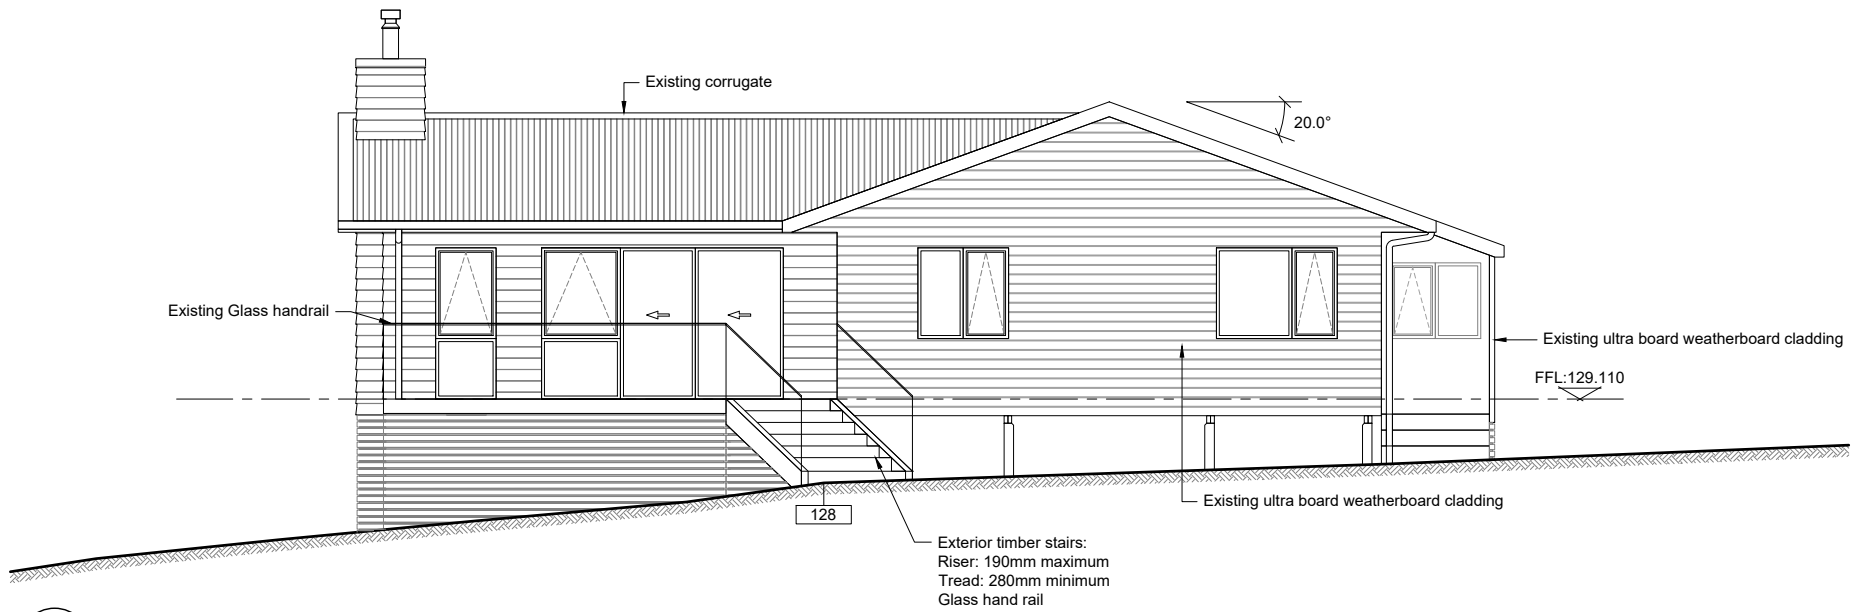 Existing corrugate
20.0°
Existing Glass handrail
Existing ultra board weatherboard cladding
FFL:129.110
Existing ultra board weatherboard cladding
128
Exterior timber stairs:
Riser: 190mm maximum
Tread: 280mm minimum
Glass hand rail